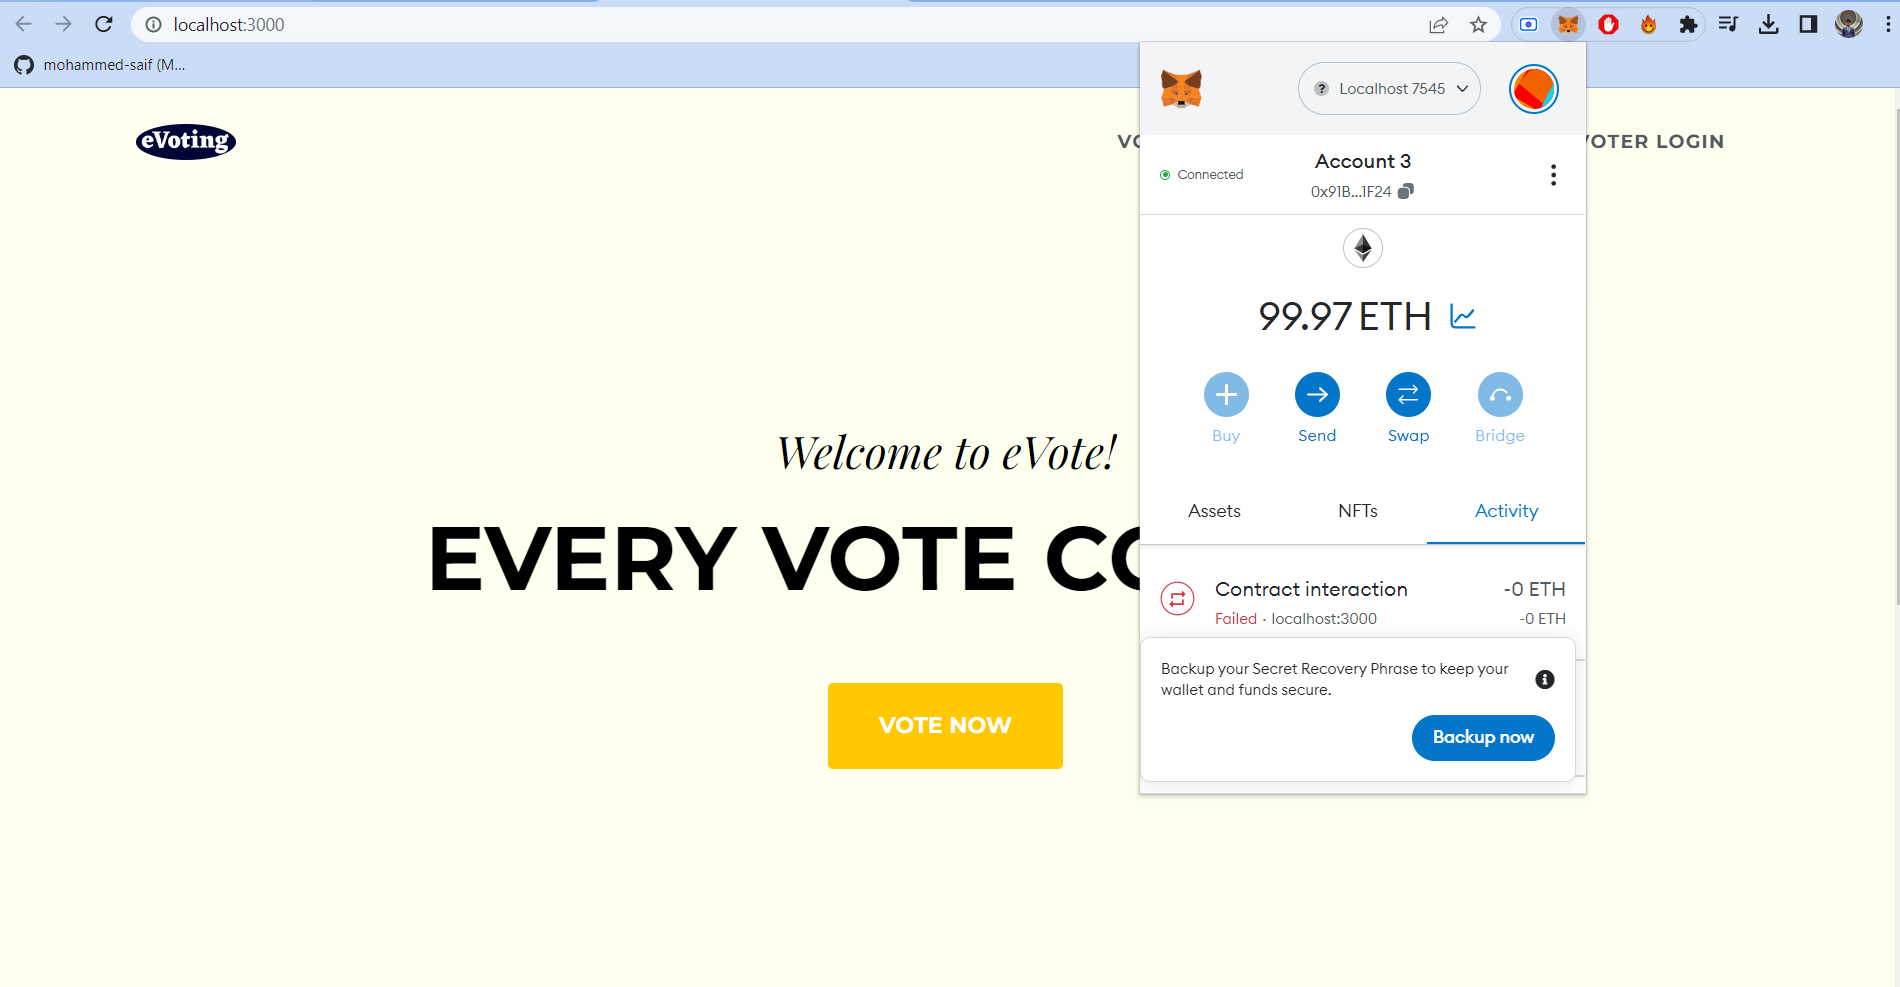 localhost:3000
mohammed-saif (M...
eVoting
OTER LOGIN
Welcome to eVote!
EVERY VOTE
VOTE NOW
? Localhost 7545
Connected
Account 3
0x91B...1F24
99.97 ETH
Buy
Send
Swap
Bridge
Assets
NFTs
Activity
Contract interaction
-0 ETH
Failed · localhost:3000
-0 ETH
Backup your Secret Recovery Phrase to keep your
wallet and funds secure.
Backup now